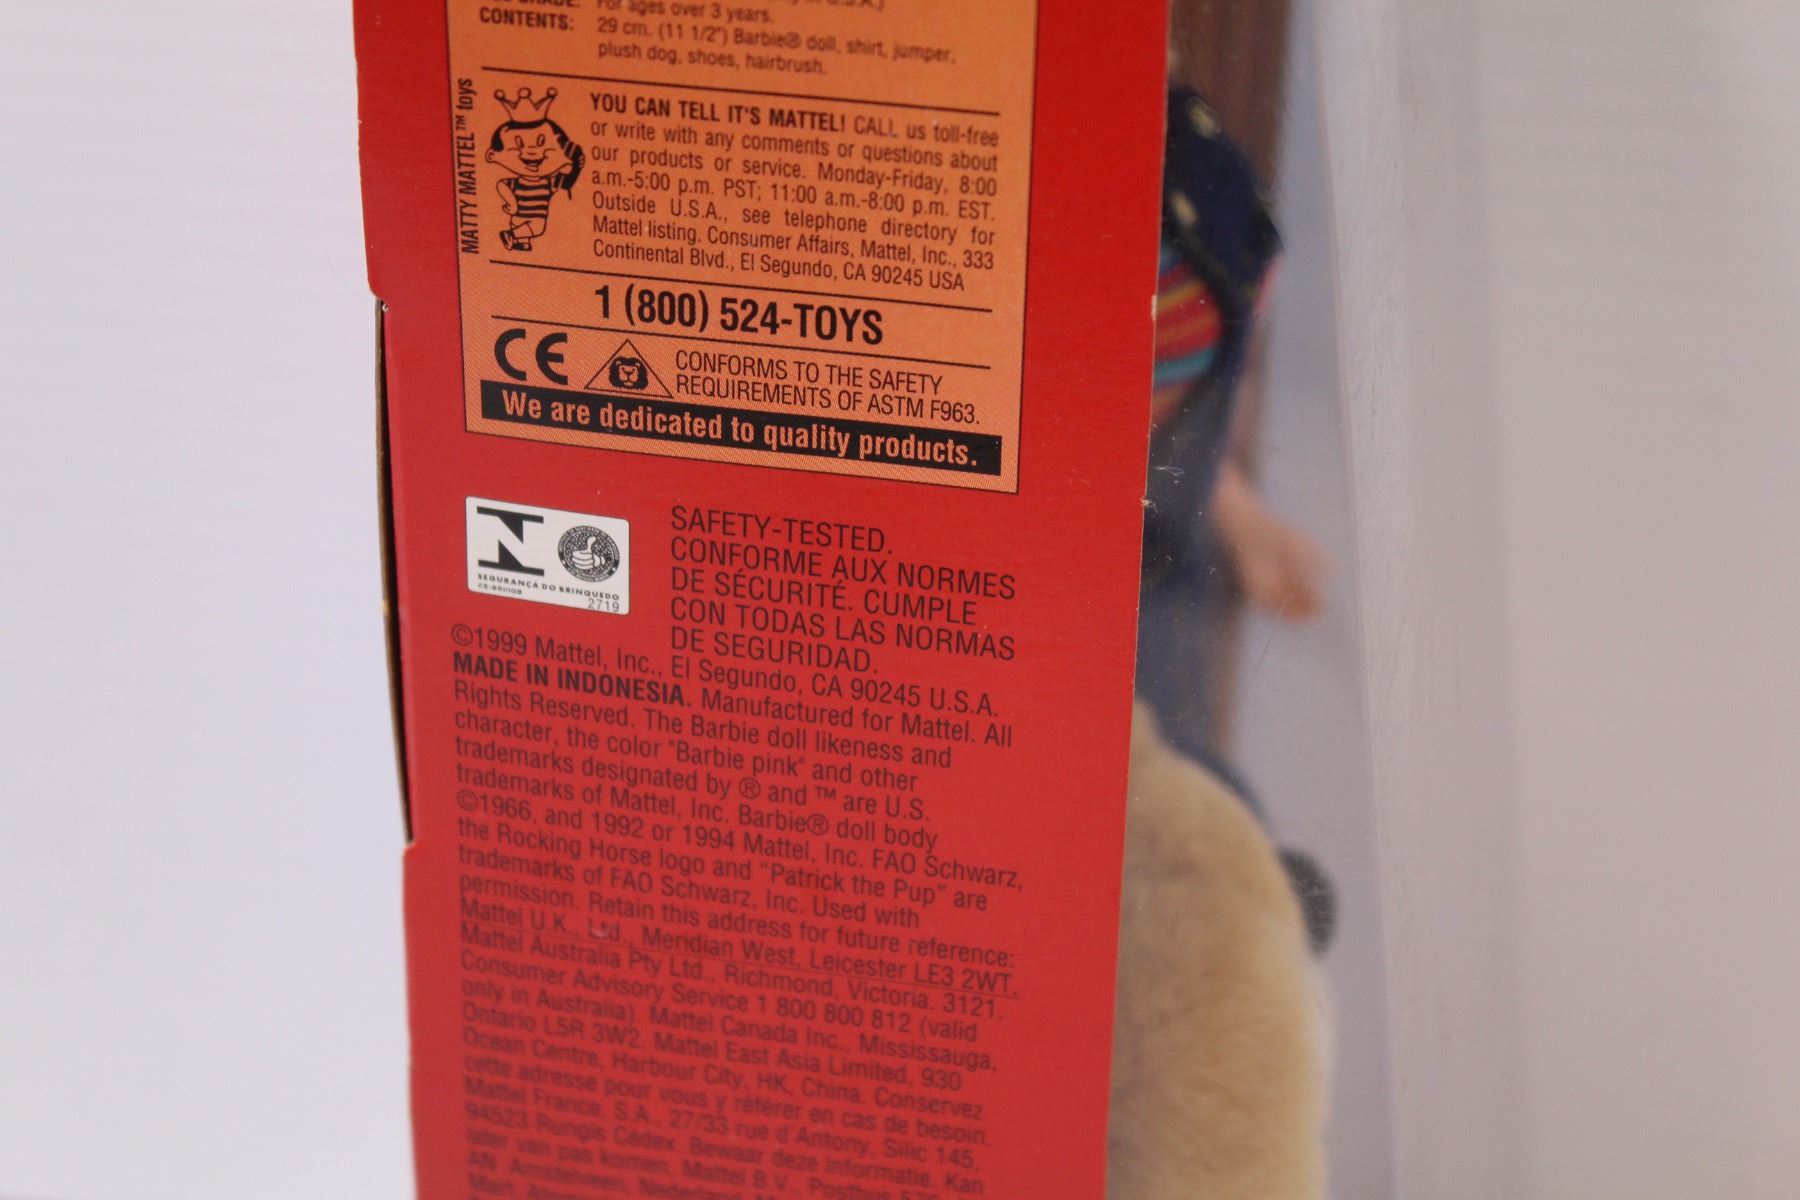 For ages over 3 years.
CONTENTS: 29 cm. (11 1/2") Barbie® doll, shirt, jumper,
plush dog, shoes, hairbrush.
MATTY MATTEL™ toys
YOU CAN TELL IT'S MATTEL! CALL us toll-free
or write with any comments or questions about
our products or service. Monday-Friday, 8:00
a.m.-5:00 p.m. PST; 11:00 a.m.-8:00 p.m. EST.
Outside U.S.A., see telephone directory for
Mattel listing. Consumer Affairs, Mattel, Inc., 333
Continental Blvd., El Segundo, CA 90245 USA
1 (800) 524-TOYS
CE
CONFORMS TO THE SAFETY
REQUIREMENTS OF ASTM F963.
We are dedicated to quality products.
SEGURANÇA DO BRINQUEDO
2719
SAFETY-TESTED.
CONFORME AUX NORMES
DE SÉCURITÉ. CUMPLE
CON TODAS LAS NORMAS
DE SEGURIDAD.
©1999 Mattel, Inc., El Segundo, CA 90245 U.S.A.
MADE IN INDONESIA. Manufactured for Mattel. All
Rights Reserved. The Barbie doll likeness and
character, the color "Barbie pink" and other
trademarks designated by ® and ™ are U.S.
trademarks of Mattel, Inc. Barbie® doll body
©1966, and 1992 or 1994 Mattel, Inc. FAO Schwarz,
the Rocking Horse logo and "Patrick the Pup" are
trademarks of FAO Schwarz, Inc. Used with
permission. Retain this address for future reference:
Mattel U.K., Ltd., Meridian West, Leicester LE3 2WT.
Mattel Australia Pty Ltd., Richmond, Victoria. 3121.
Consumer Advisory Service 1 800 800 812 (valid
only in Australia). Mattel Canada Inc., Mississauga,
Ontario L5R 3W2. Mattel East Asia Limited, 930
Ocean Centre, Harbour City, HK, China. Conservez
cette adresse pour vous y référer en cas de besoin.
Mattel France, S.A., 27/33 rue d'Antony, Silic 145,
94523 Rungis Cédex. Bewaar deze informatie. Kan
later van pas komen. Mattel B.V., Postbus
AN Amstelveen, Nederland.